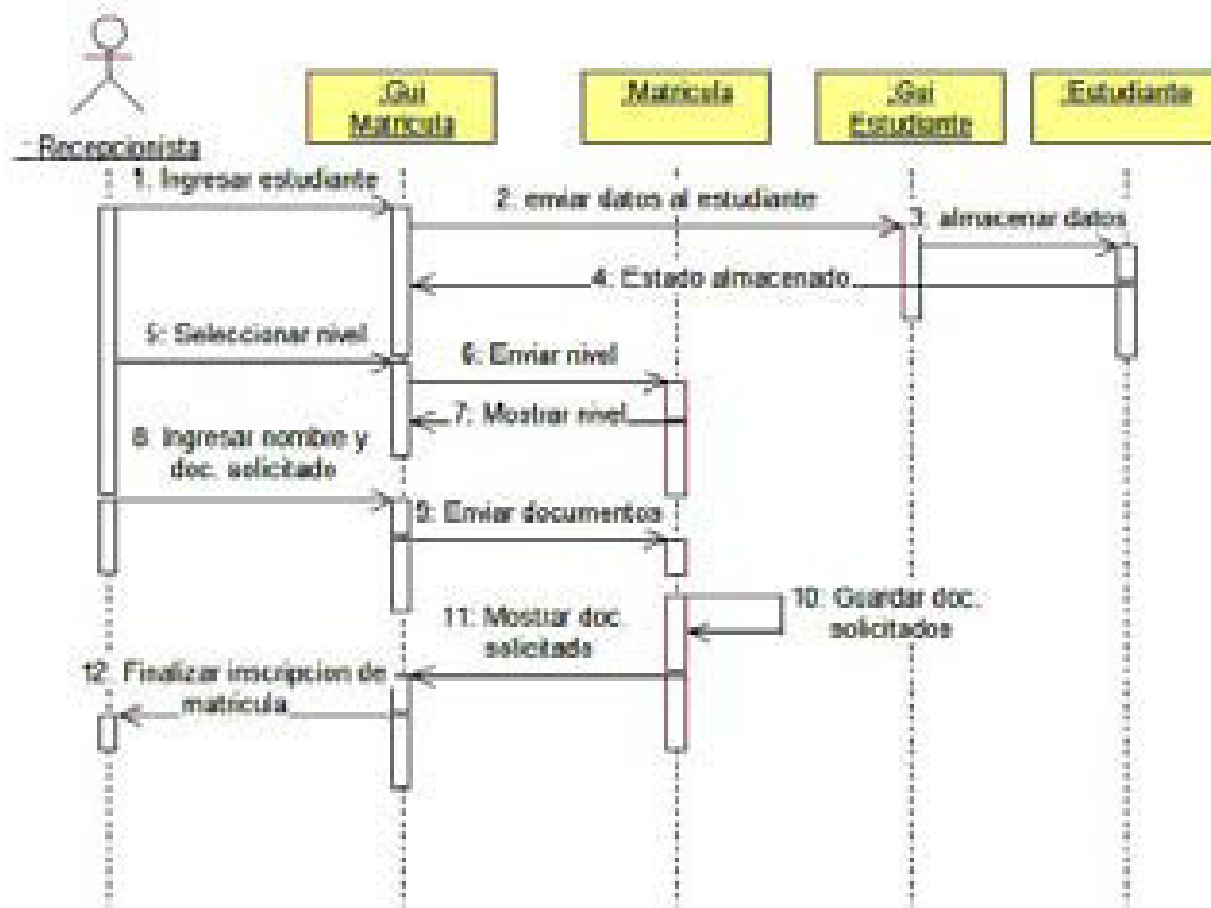 : Recepcionista
:Gui
Matricula
:Matricula
:Gui
Estudiante
:Estudiante
1: Ingresar estudiante
2: enviar datos al estudiante
3: almacenar datos
4: Estado almacenado
5: Seleccionar nivel
6: Enviar nivel
7: Mostrar nivel
8: Ingresar nombre y
doc. solicitado
9: Enviar documentos
10: Guardar doc.
solicitados
11: Mostrar doc.
solicitado
12: Finalizar inscripcion de
matricula